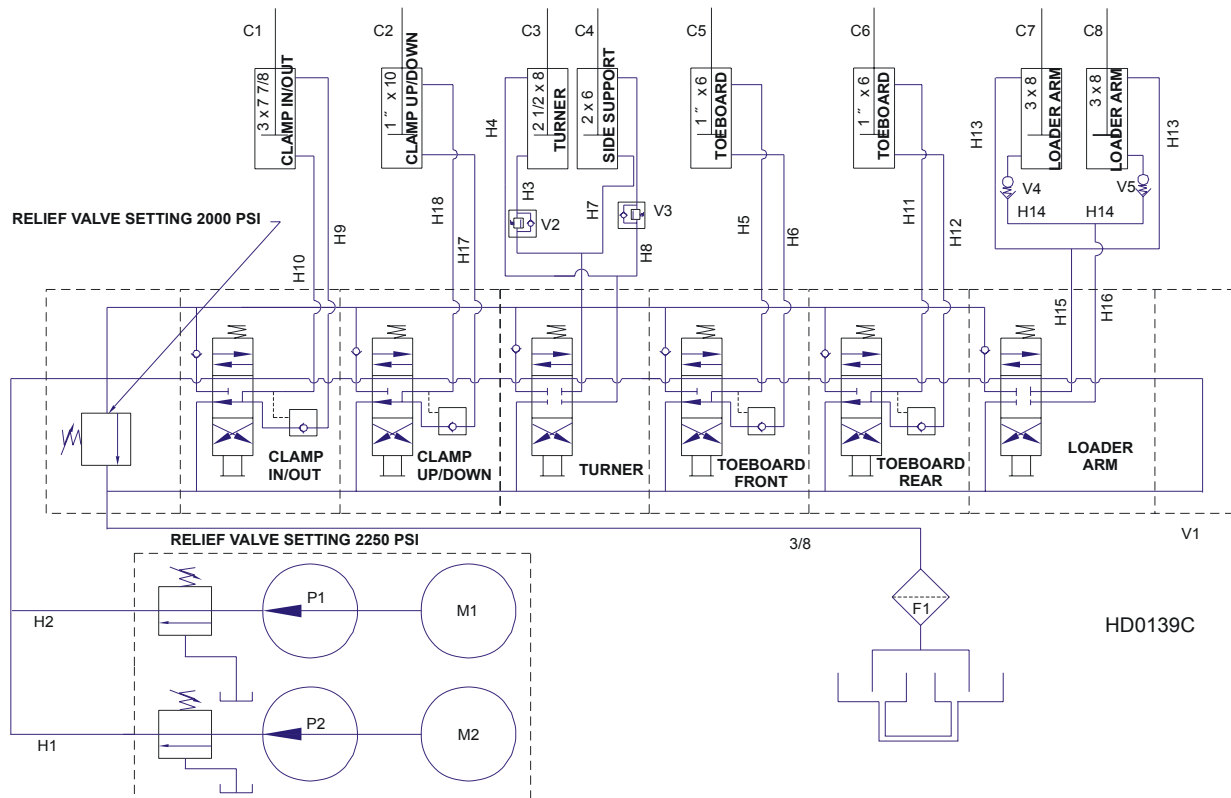 C1
C2
C3
C4
C5
C6
C7
C8
3 x 7 7/8
CLAMP IN/OUT
1 ˝ x 10
CLAMP UP/DOWN
2 1/2 x 8
TURNER
2 x 6
SIDE SUPPORT
1 ˝ x 6
TOEBOARD
1 ˝ x 6
TOEBOARD
3 x 8
LOADER ARM
3 x 8
LOADER ARM
H4
H13
H13
H3
H7
V4
V5
RELIEF VALVE SETTING 2000 PSI
H9
H10
H18
H17
V2
V3
H8
H5
H6
H11
H12
H14
H14
H15
H16
CLAMP
IN/OUT
CLAMP
UP/DOWN
TURNER
TOEBOARD
FRONT
TOEBOARD
REAR
LOADER
ARM
V1
RELIEF VALVE SETTING 2250 PSI
3/8
H2
P1
M1
F1
HD0139C
H1
P2
M2